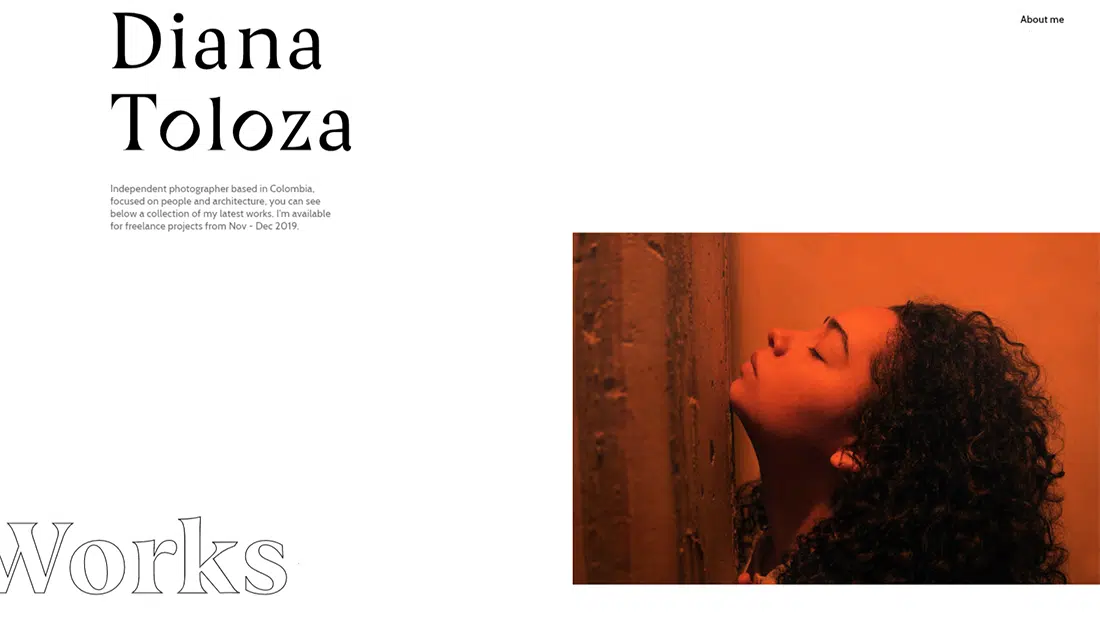 Diana
Toloza
About me
Independent photographer based in Colombia,
focused on people and architecture, you can see
below a collection of my latest works. I'm available
for freelance projects from Nov - Dec 2019.
Works